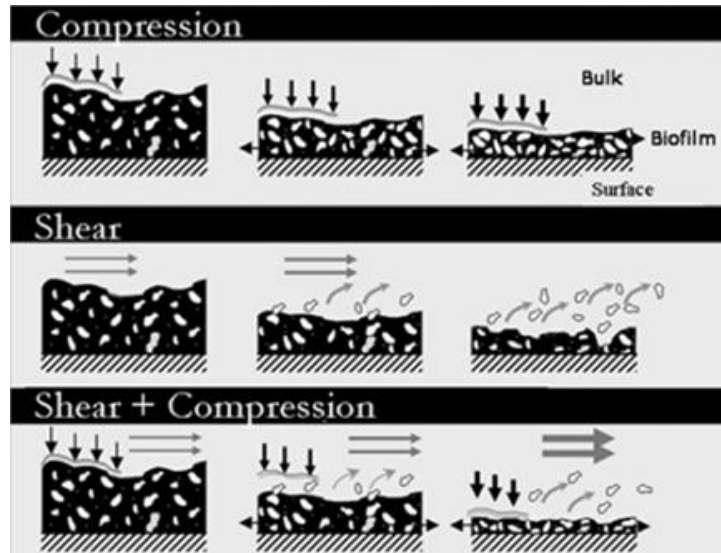 Compression
Bulk
Biofilm
Surface
Shear
Shear + Compression